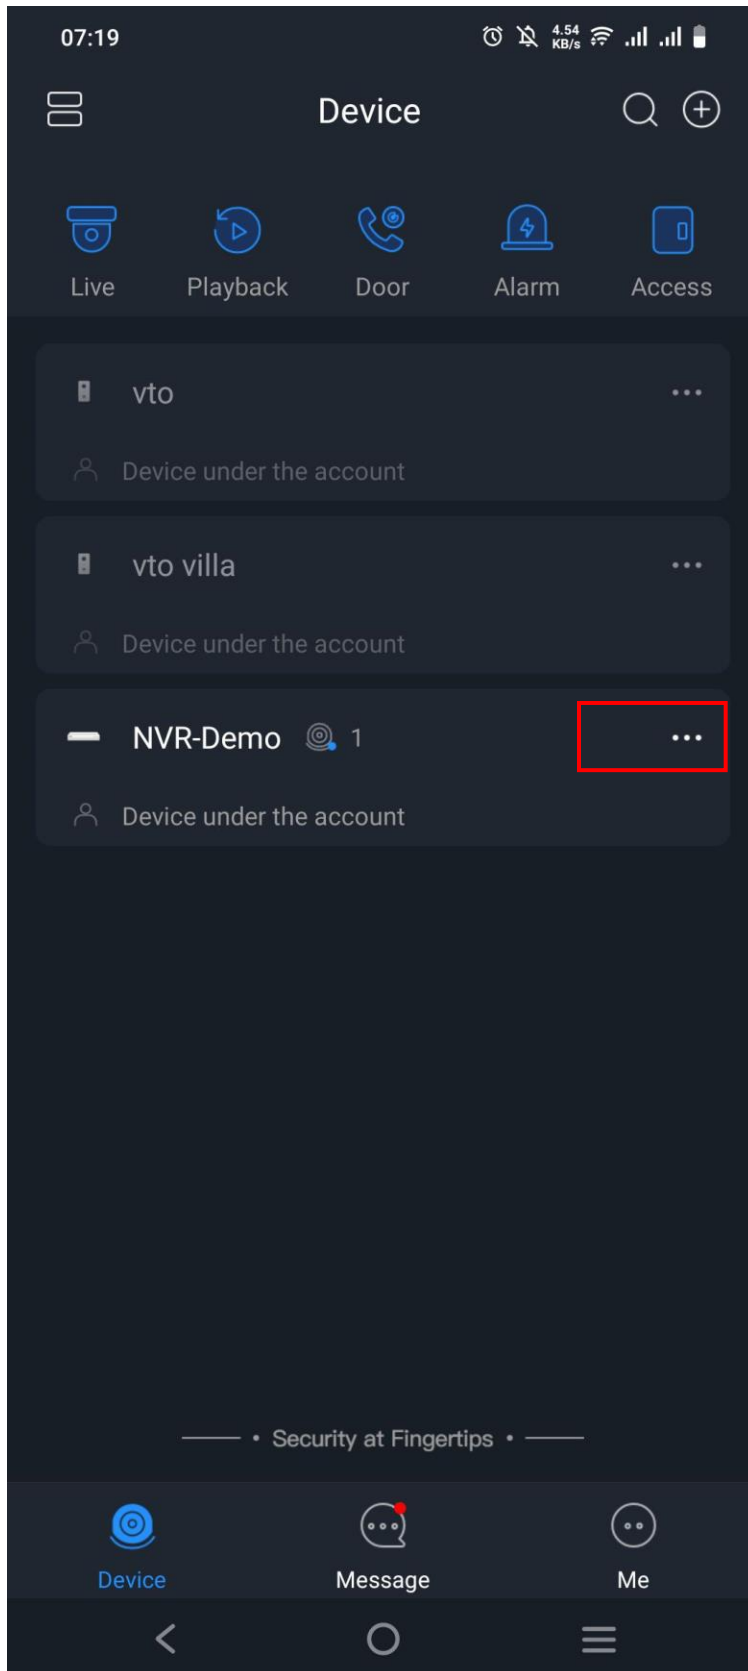 07:19 4.54 KB/s
Device
Live Playback Door Alarm Access
vto
Device under the account
vto villa
Device under the account
NVR-Demo 1
Device under the account
Security at Fingertips
Device Message Me